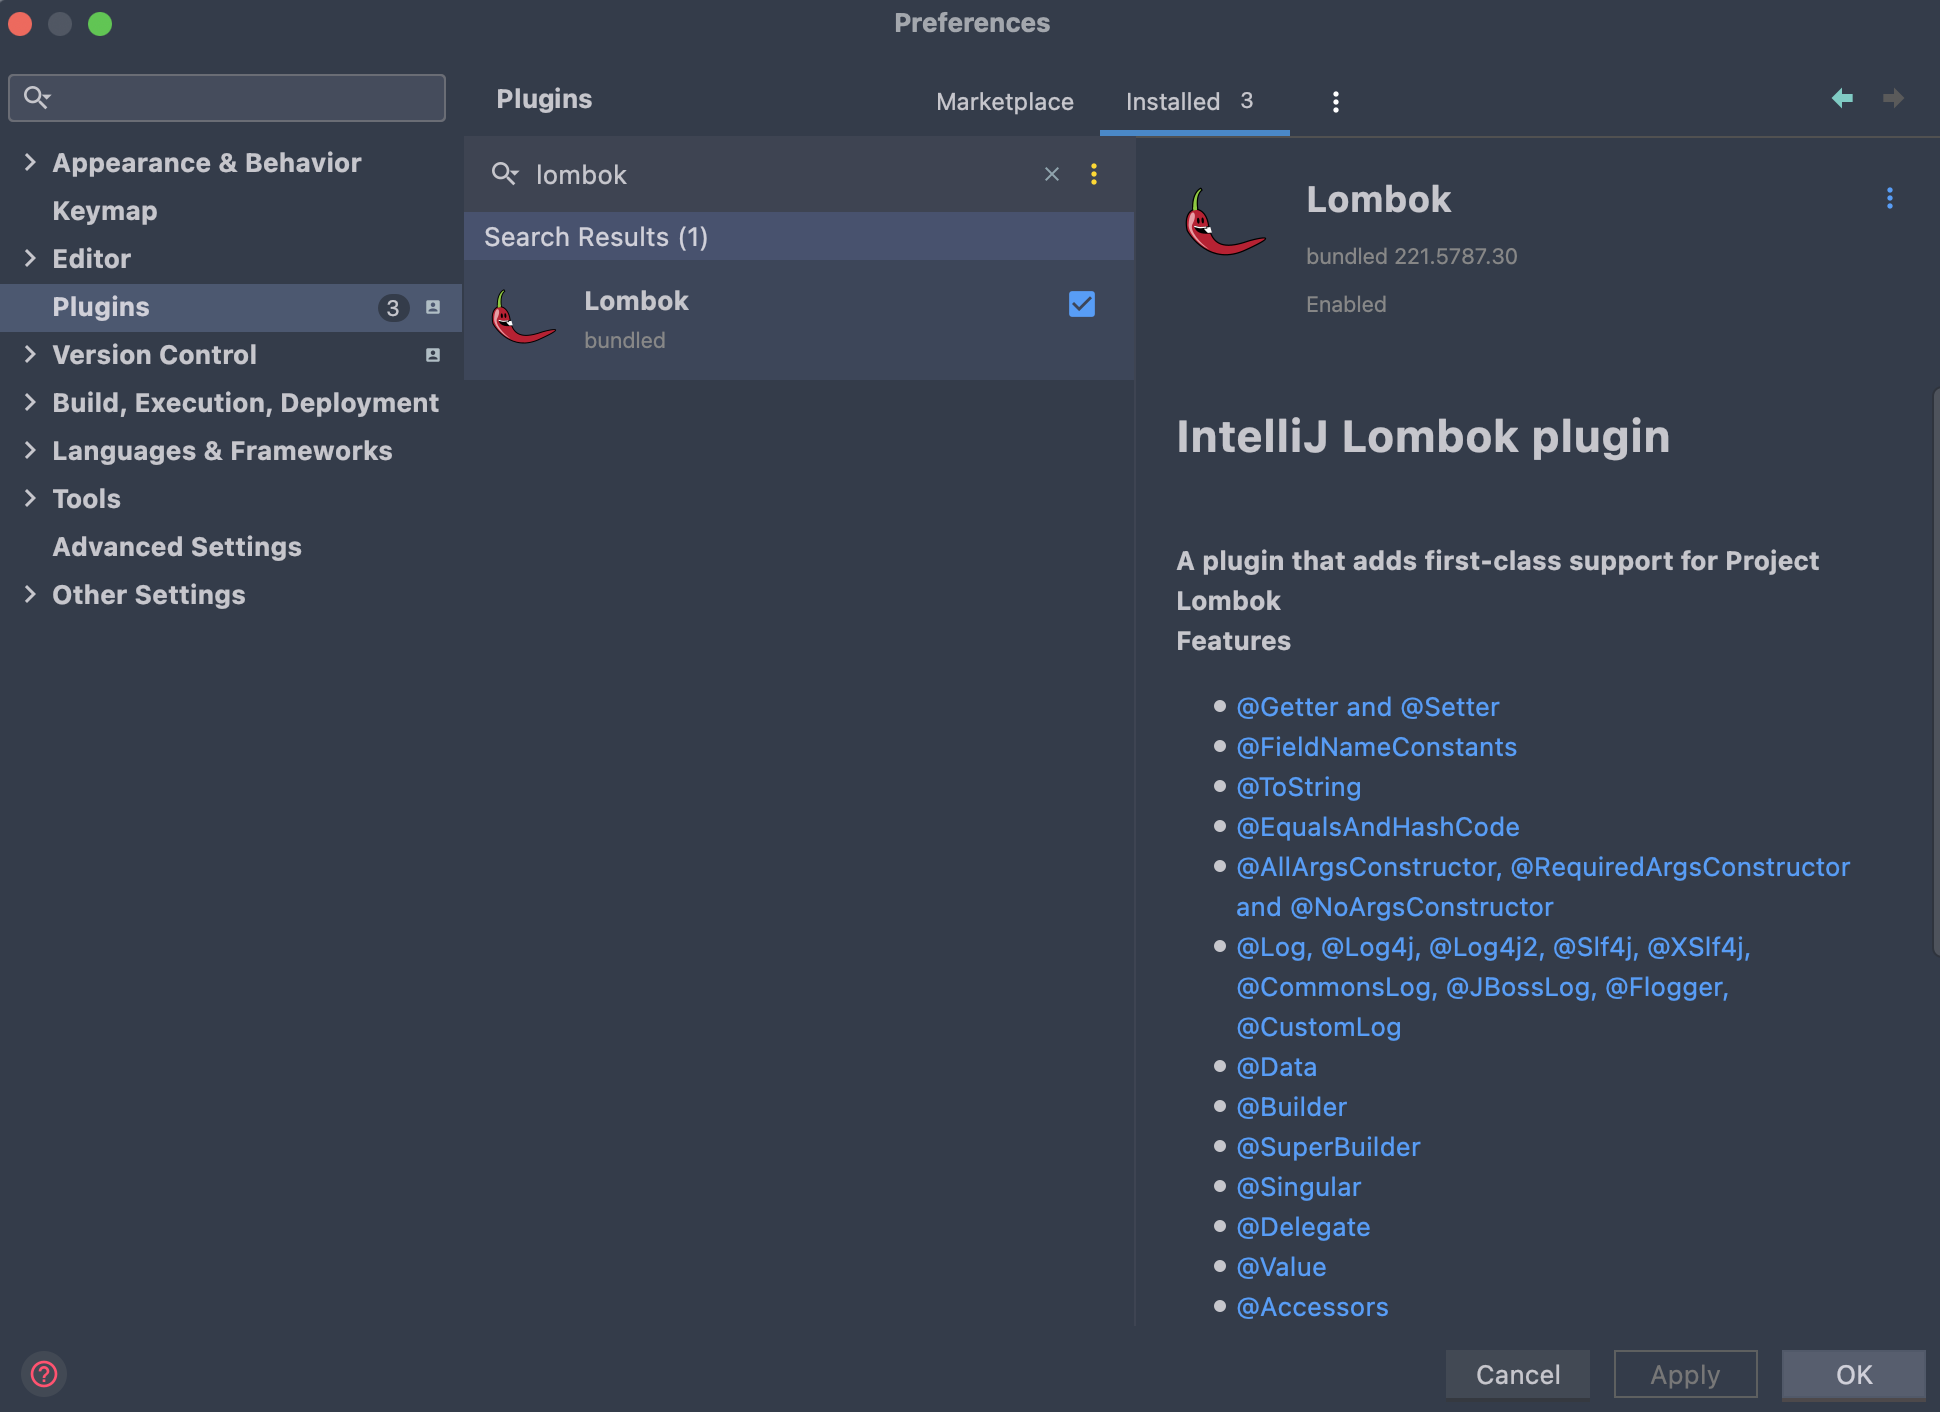 Preferences
Appearance & Behavior
Keymap
Editor
Plugins 3
Version Control
Build, Execution, Deployment
Languages & Frameworks
Tools
Advanced Settings
Other Settings
Plugins
Marketplace
Installed 3
lombok
Search Results (1)
Lombok
bundled
Lombok
bundled 221.5787.30
Enabled
IntelliJ Lombok plugin
A plugin that adds first-class support for Project
Lombok
Features
@Getter and @Setter
@FieldNameConstants
@ToString
@EqualsAndHashCode
@AllArgsConstructor, @RequiredArgsConstructor
and @NoArgsConstructor
@Log, @Log4j, @Log4j2, @Slf4j, @XSlf4j,
@CommonsLog, @JBossLog, @Flogger,
@CustomLog
@Data
@Builder
@SuperBuilder
@Singular
@Delegate
@Value
@Accessors
?
Cancel
Apply
OK